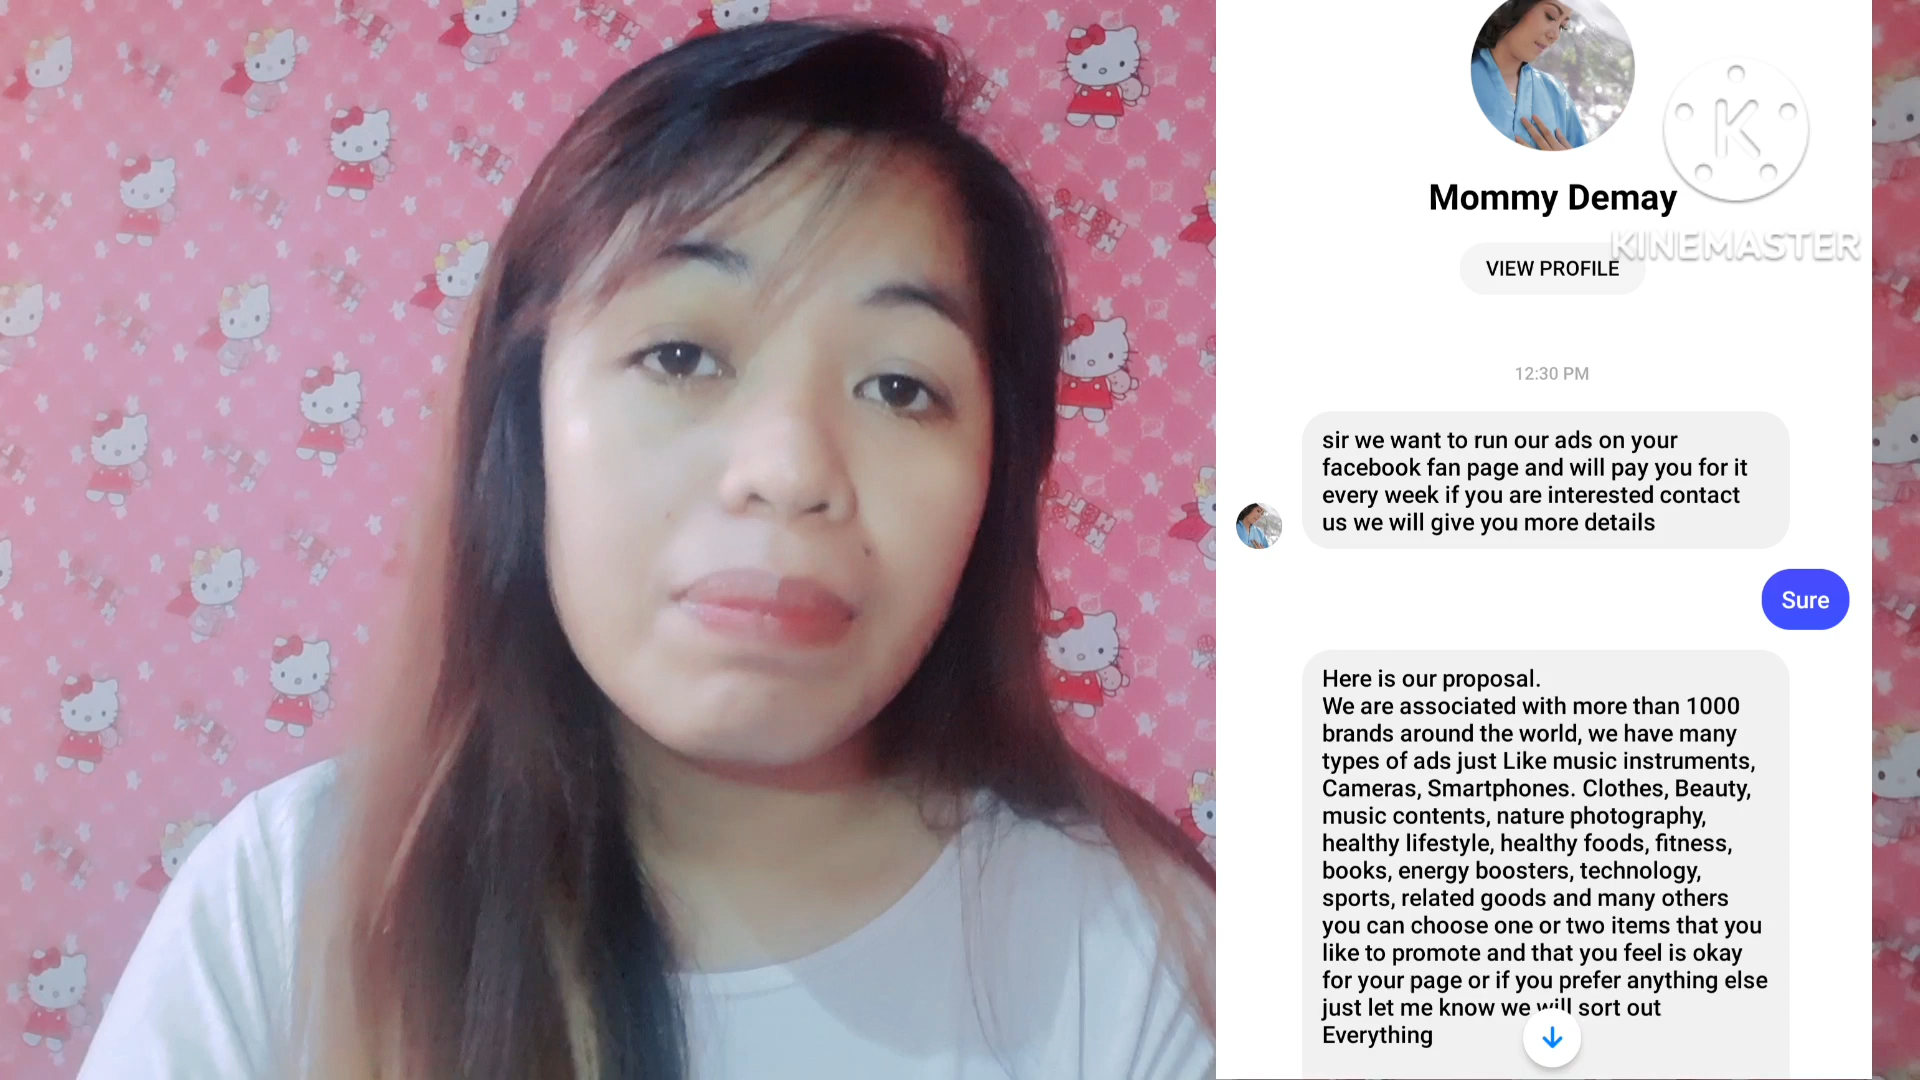 Mommy Demay
KINEMASTER
VIEW PROFILE
12:30 PM
sir we want to run our ads on your
facebook fan page and will pay you for it
every week if you are interested contact
us we will give you more details
Sure
Here is our proposal.
We are associated with more than 1000
brands around the world, we have many
types of ads just Like music instruments,
Cameras, Smartphones. Clothes, Beauty,
music contents, nature photography,
healthy lifestyle, healthy foods, fitness,
books, energy boosters, technology,
sports, related goods and many others
you can choose one or two items that you
like to promote and that you feel is okay
for your page or if you prefer anything else
just let me know we will sort out
Everything